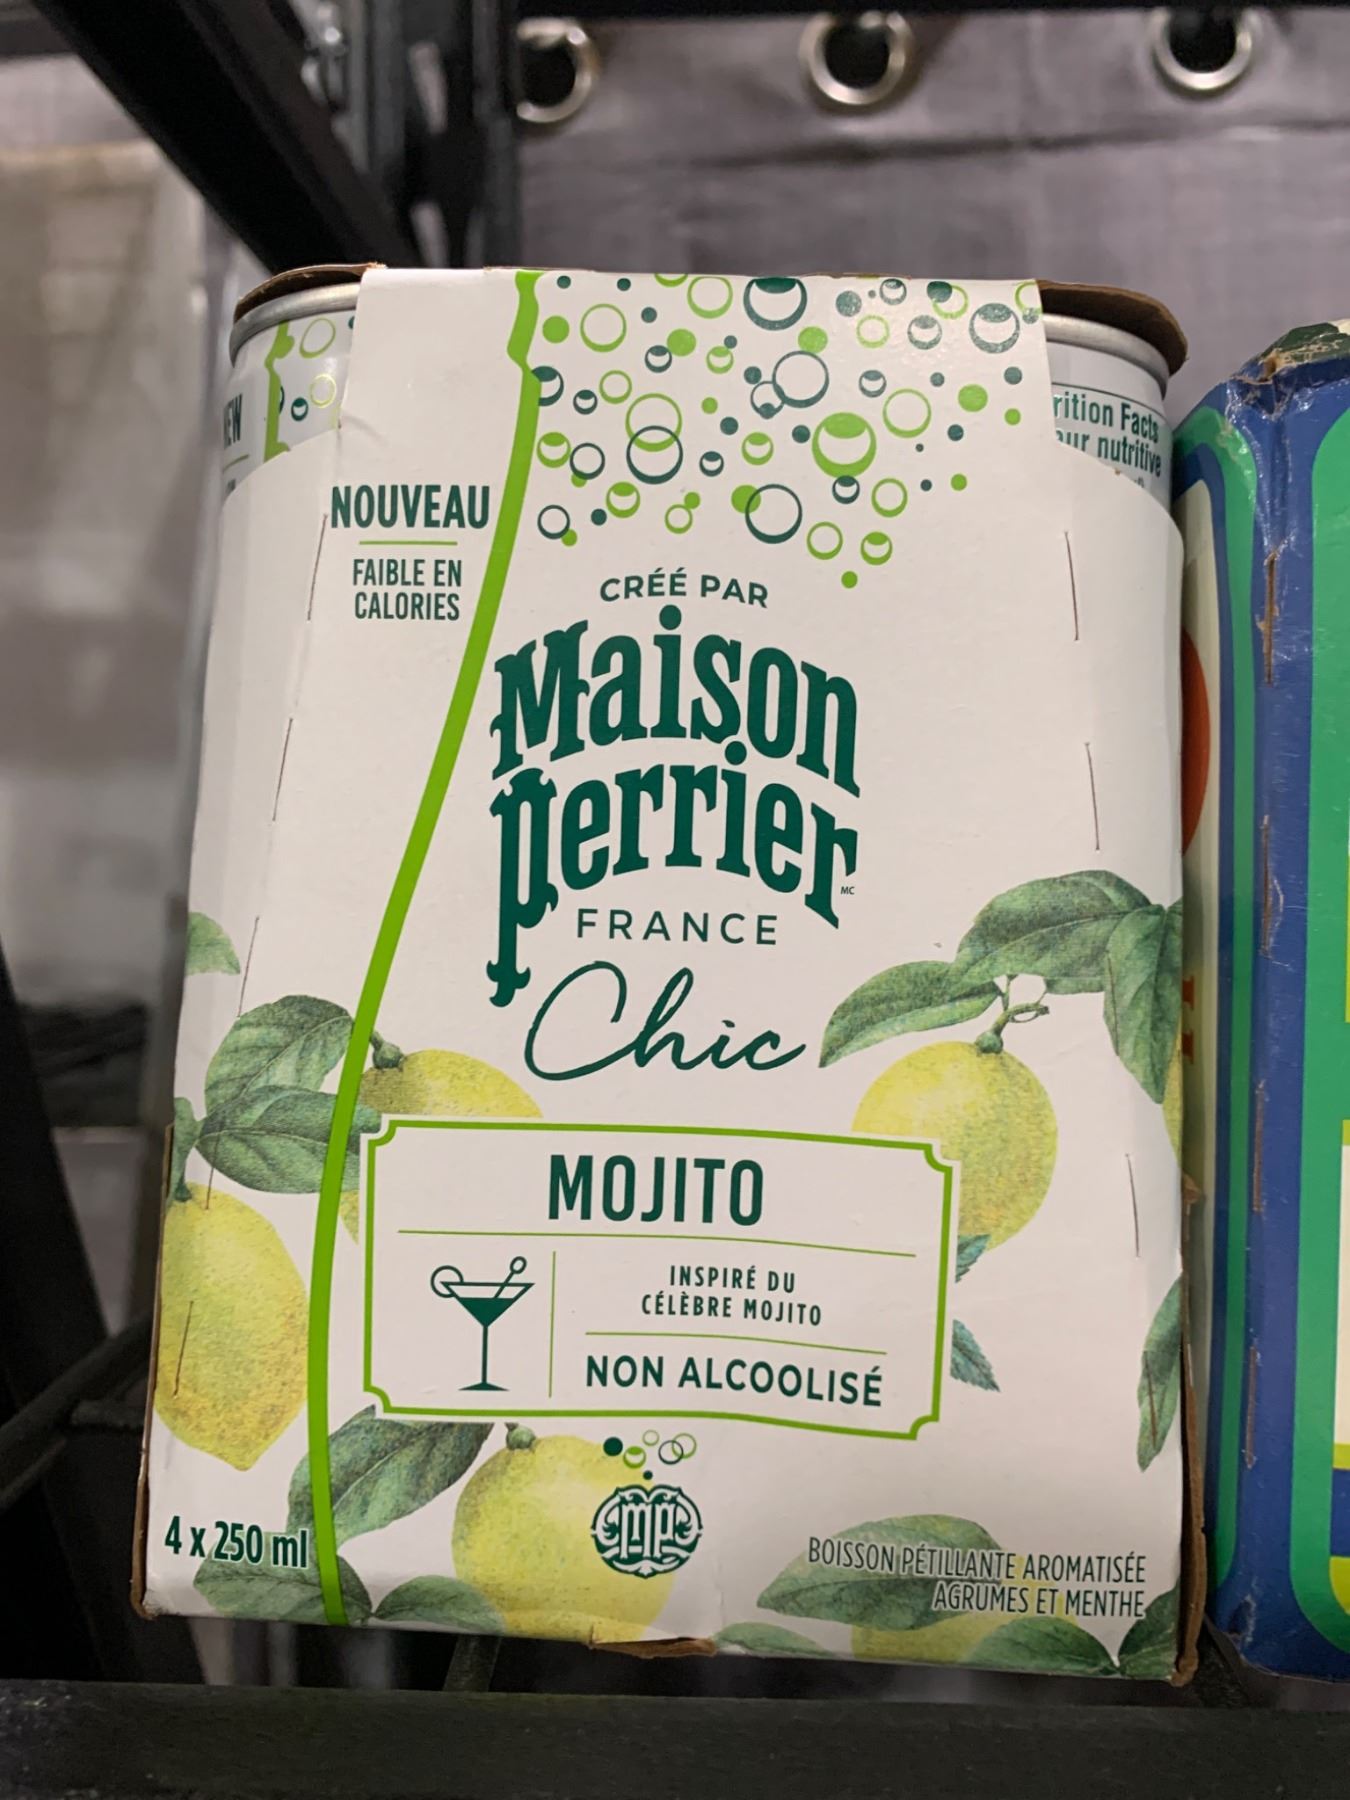 NOUVEAU
FAIBLE EN
CALORIES
CRÉÉ PAR
Maison
perrier
MC
FRANCE
Chic
MOJITO
INSPIRÉ DU
CÉLÈBRE MOJITO
NON ALCOOLISÉ
MP
4 x 250 ml
BOISSON PÉTILLANTE AROMATISÉE
AGRUMES ET MENTHE
rition Facts
eur nutritive